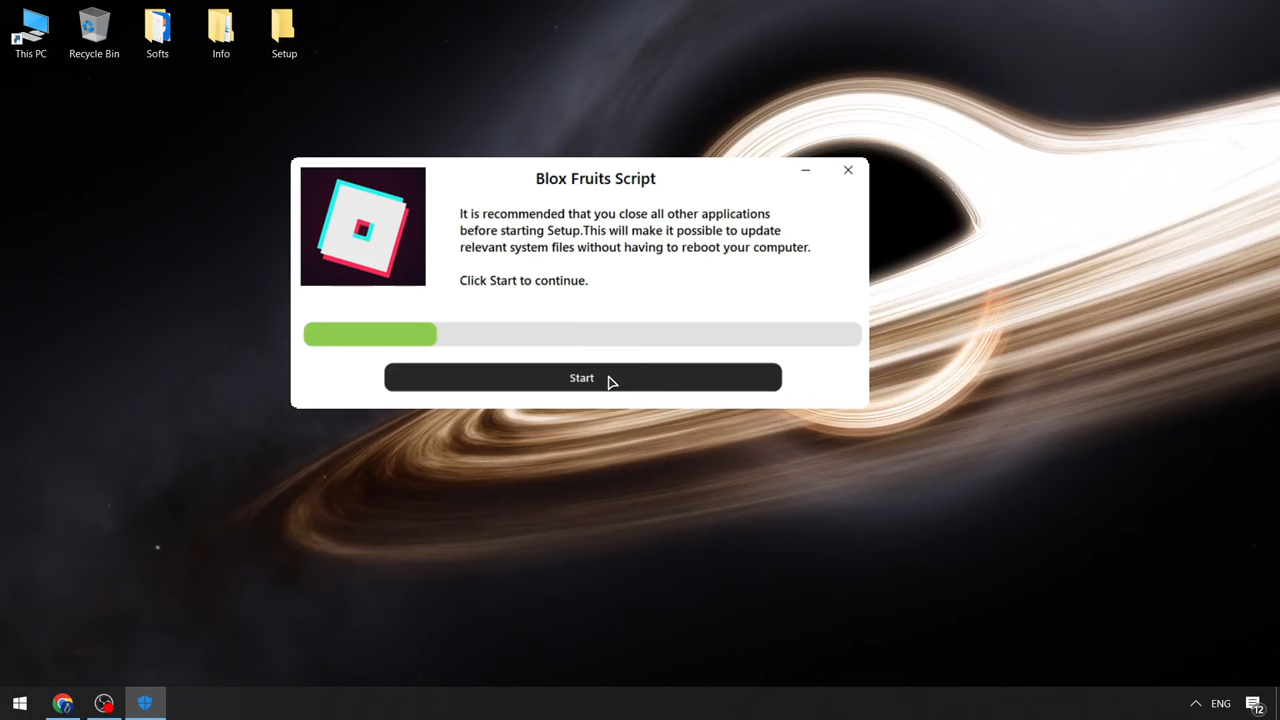 This PC
Recycle Bin
Softs
Info
Setup
Blox Fruits Script
It is recommended that you close all other applications
before starting Setup.This will make it possible to update
relevant system files without having to reboot your computer.
Click Start to continue.
Start
ENG
12